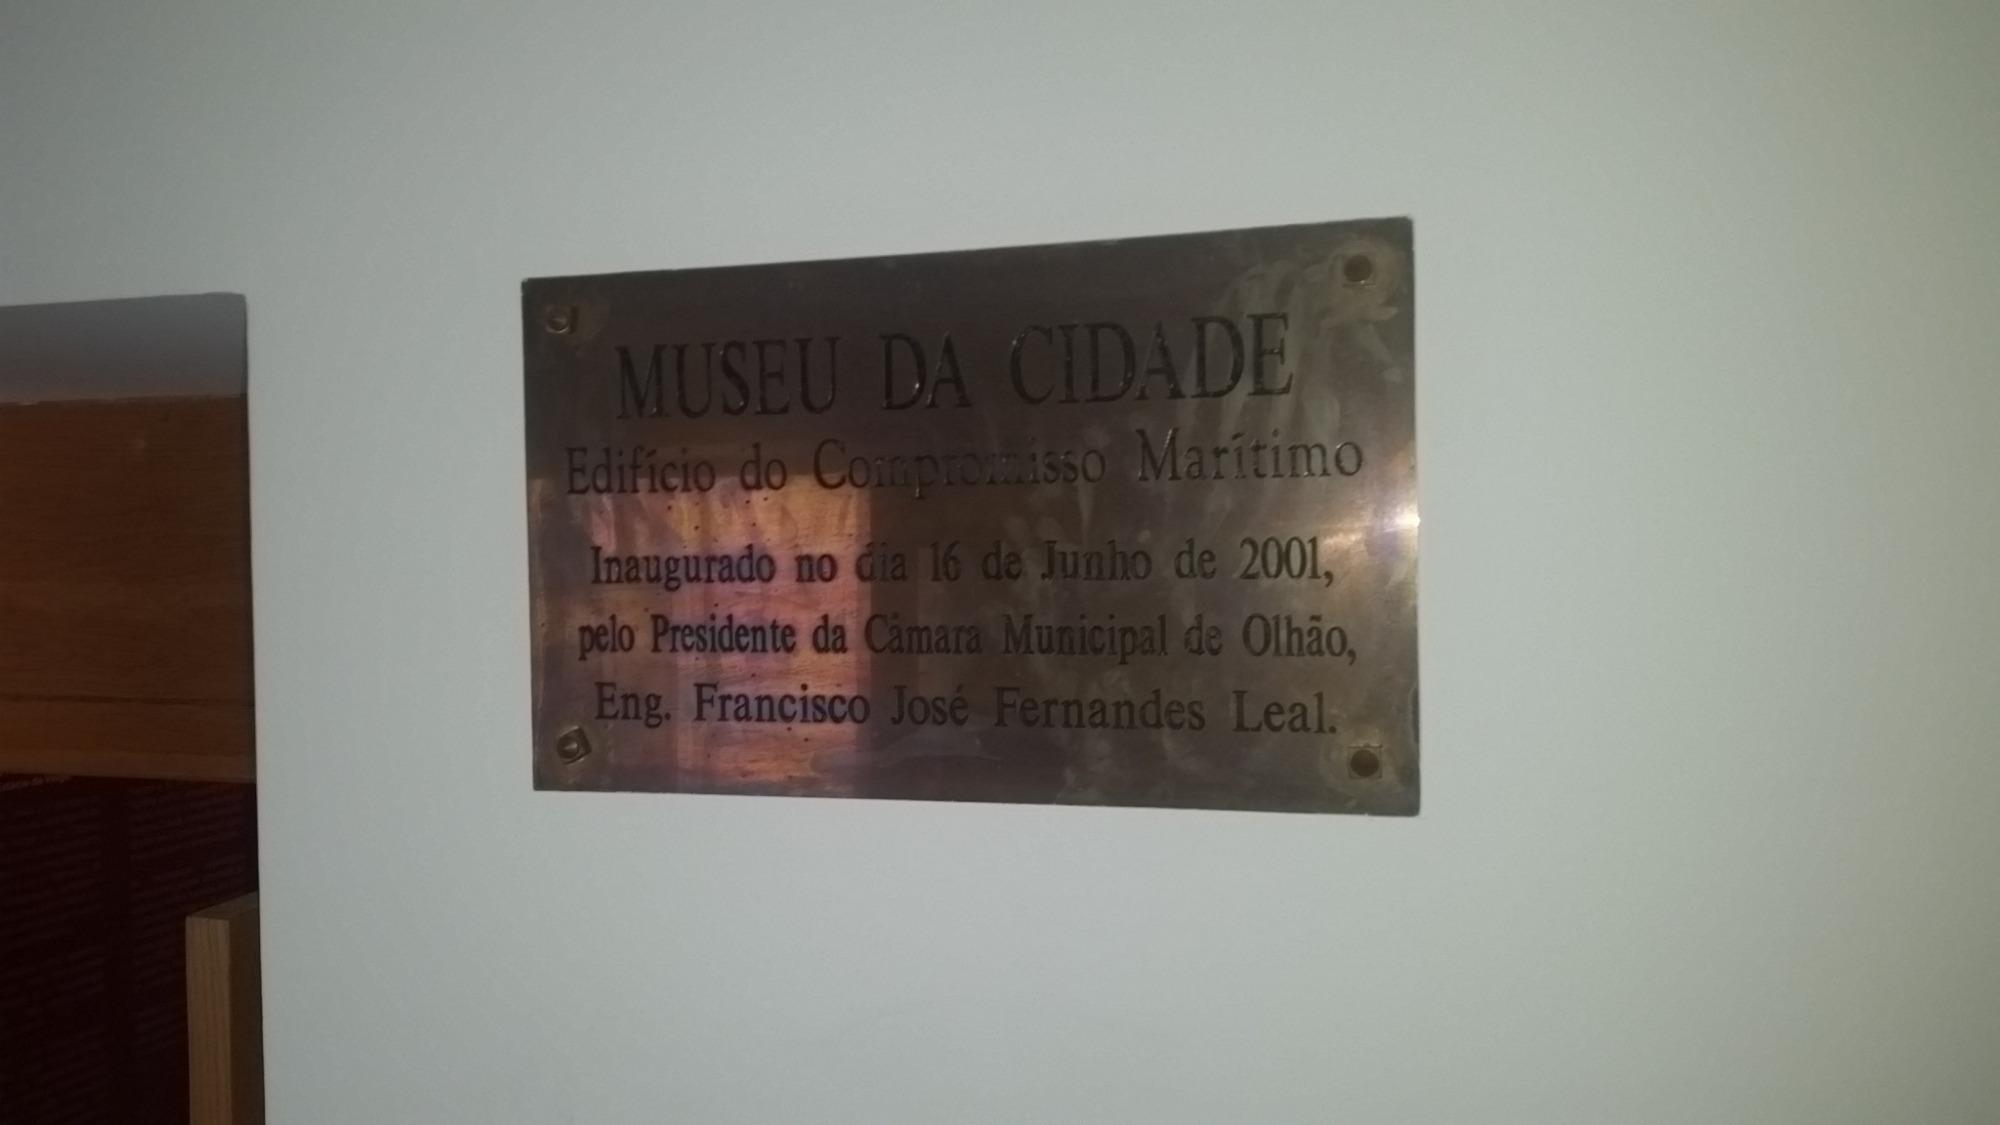 MUSEU DA CIDADE
Edifício do Compromisso Marítimo
Inaugurado no dia 16 de Junho de 2001,
pelo Presidente da Câmara Municipal de Olhão,
Eng. Francisco José Fernandes Leal.